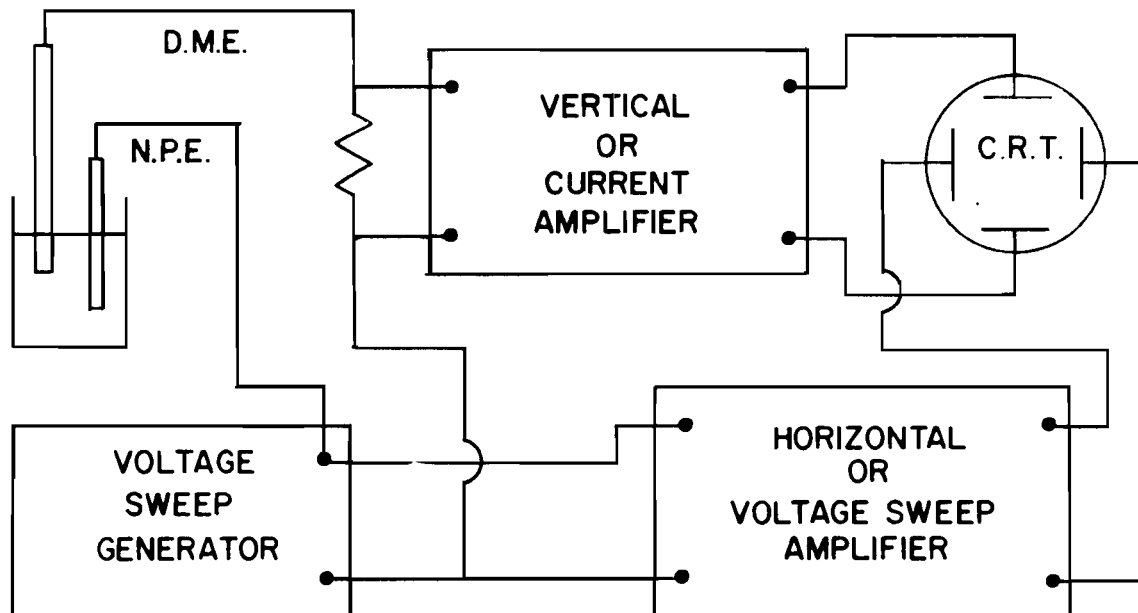 D.M.E.
N.P.E.
VERTICAL
OR
CURRENT
AMPLIFIER
C.R.T.
VOLTAGE
SWEEP
GENERATOR
HORIZONTAL
OR
VOLTAGE SWEEP
AMPLIFIER